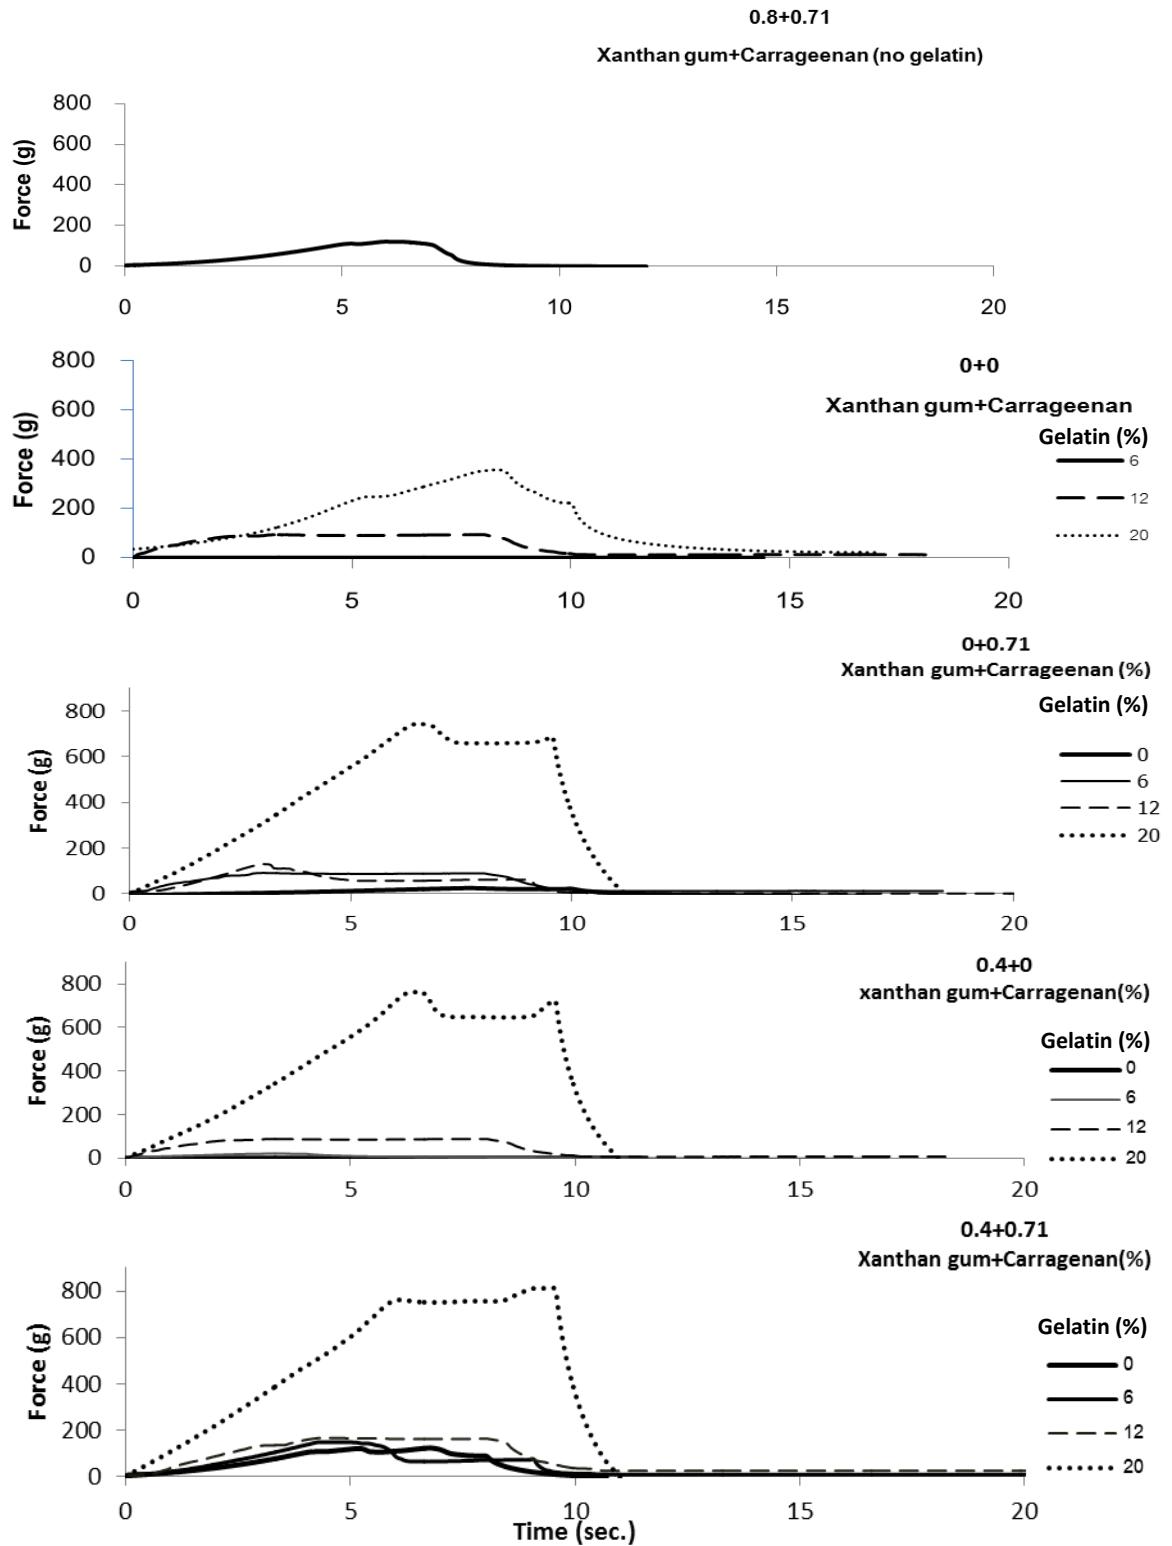 0.8+0.71
Xanthan gum+Carrageenan (no gelatin)
800
600
400
200
0
Force (g)
0 5 10 15 20
0+0
Xanthan gum+Carrageenan
Gelatin (%)
6
12
20
800
600
400
200
0
Force (g)
0 5 10 15 20
0+0.71
Xanthan gum+Carrageenan (%)
Gelatin (%)
0
6
12
20
800
600
400
200
0
Force (g)
0 5 10 15 20
0.4+0
xanthan gum+Carragenan(%)
Gelatin (%)
0
6
12
20
800
600
400
200
0
Force (g)
0 5 10 15 20
0.4+0.71
Xanthan gum+Carragenan(%)
Gelatin (%)
0
6
12
20
800
600
400
200
0
Force (g)
0 5 10 15 20
Time (sec.)